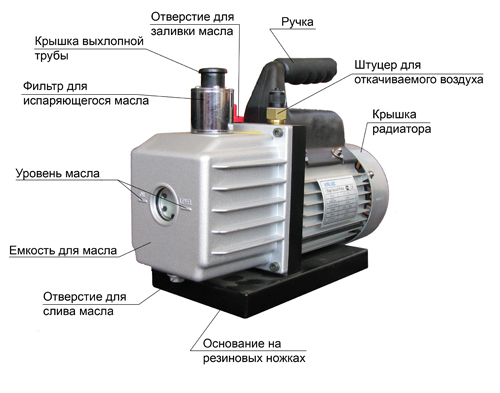 Отверстие для
заливки масла
Ручка
Крышка выхлопной
трубы
Штуцер для
откачиваемого воздуха
Фильтр для
испаряющегося масла
Крышка
радиатора
Уровень масла
Емкость для масла
Отверстие для
слива масла
Основание на
резиновых ножках